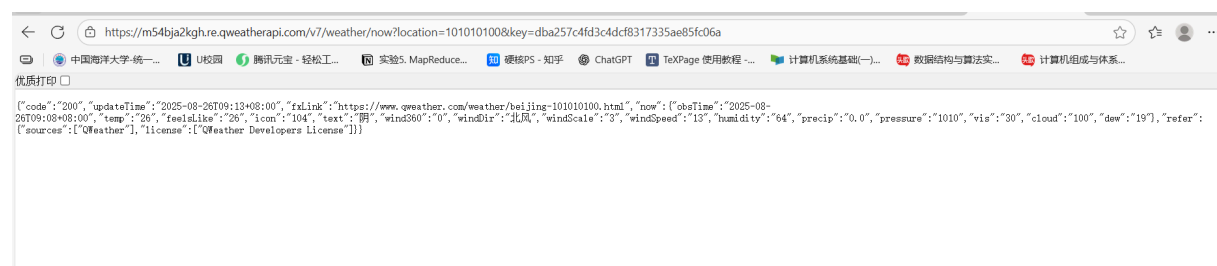 https://m54bja2kgh.re.qweatherapi.com/v7/weather/now?location=101010100&key=dba257c4fd3c4dcf8317335ae85fc06a
中国海洋大学-统一... U校园 腾讯元宝 - 轻松工... 实验5. MapReduce... 知 硬核PS - 知乎 ChatGPT T TeXPage 使用教程 -... 计算机系统基础(一)... 头歌 数据结构与算法实... 头歌 计算机组成与体系...
优质打印
{"code":"200","updateTime":"2025-08-26T09:13+08:00","fxLink":"https://www.qweather.com/weather/beijing-101010100.html","now":{"obsTime":"2025-08-
26T09:08+08:00","temp":"26","feelsLike":"26","icon":"104","text":"阴","wind360":"0","windDir":"北风","windScale":"3","windSpeed":"13","humidity":"64","precip":"0.0","pressure":"1010","vis":"30","cloud":"100","dew":"19"},"refer":
{"sources":["QWeather"],"license":["QWeather Developers License"]}}